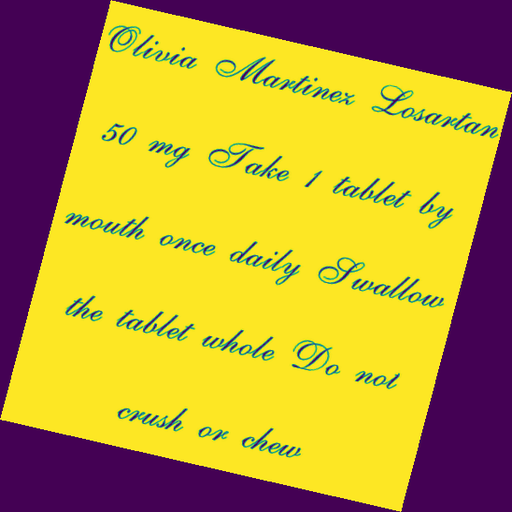 Olivia Martinez Losartan
50 mg Take 1 tablet by
mouth once daily Swallow
the tablet whole Do not
crush or chew